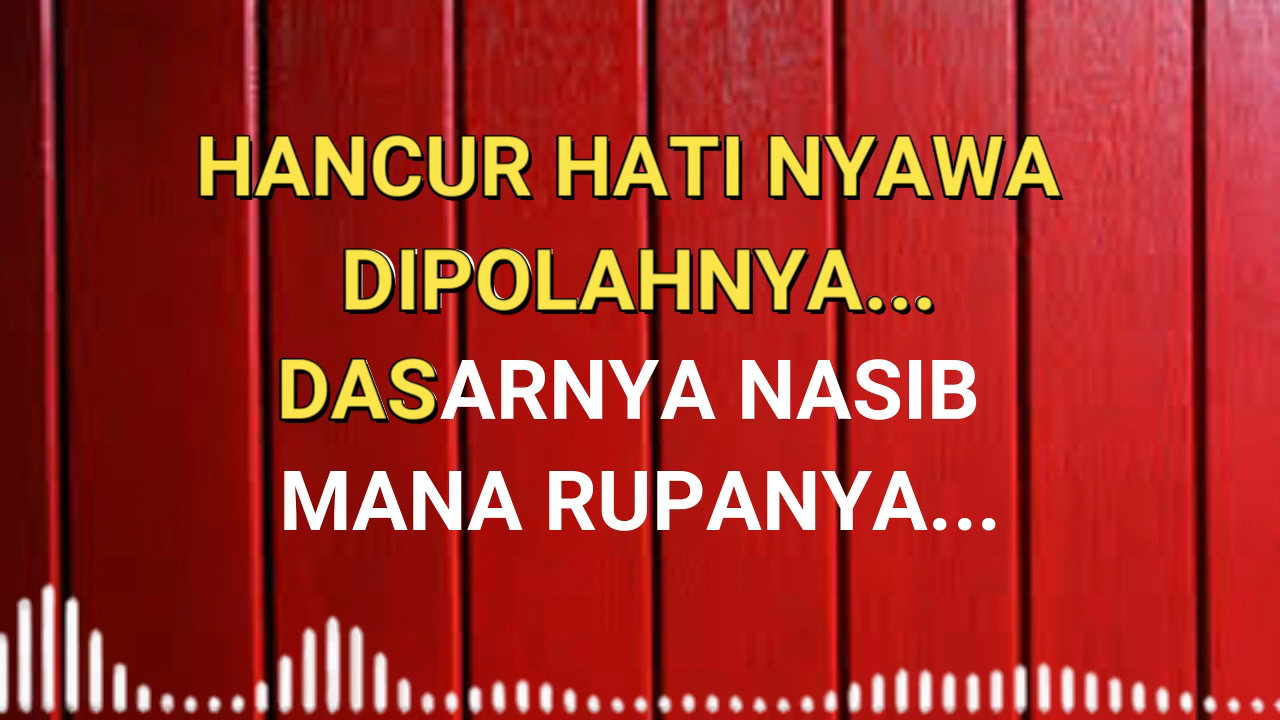 HANCUR HATI NYAWA
DIPOLAHNYA...
DASARNYA NASIB
MANA RUPANYA...